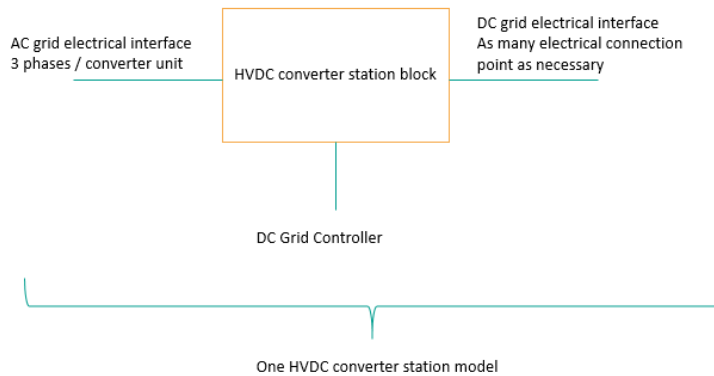 AC grid electrical interface
3 phases / converter unit
HVDC converter station block
DC grid electrical interface
As many electrical connection
point as necessary
DC Grid Controller
One HVDC converter station model